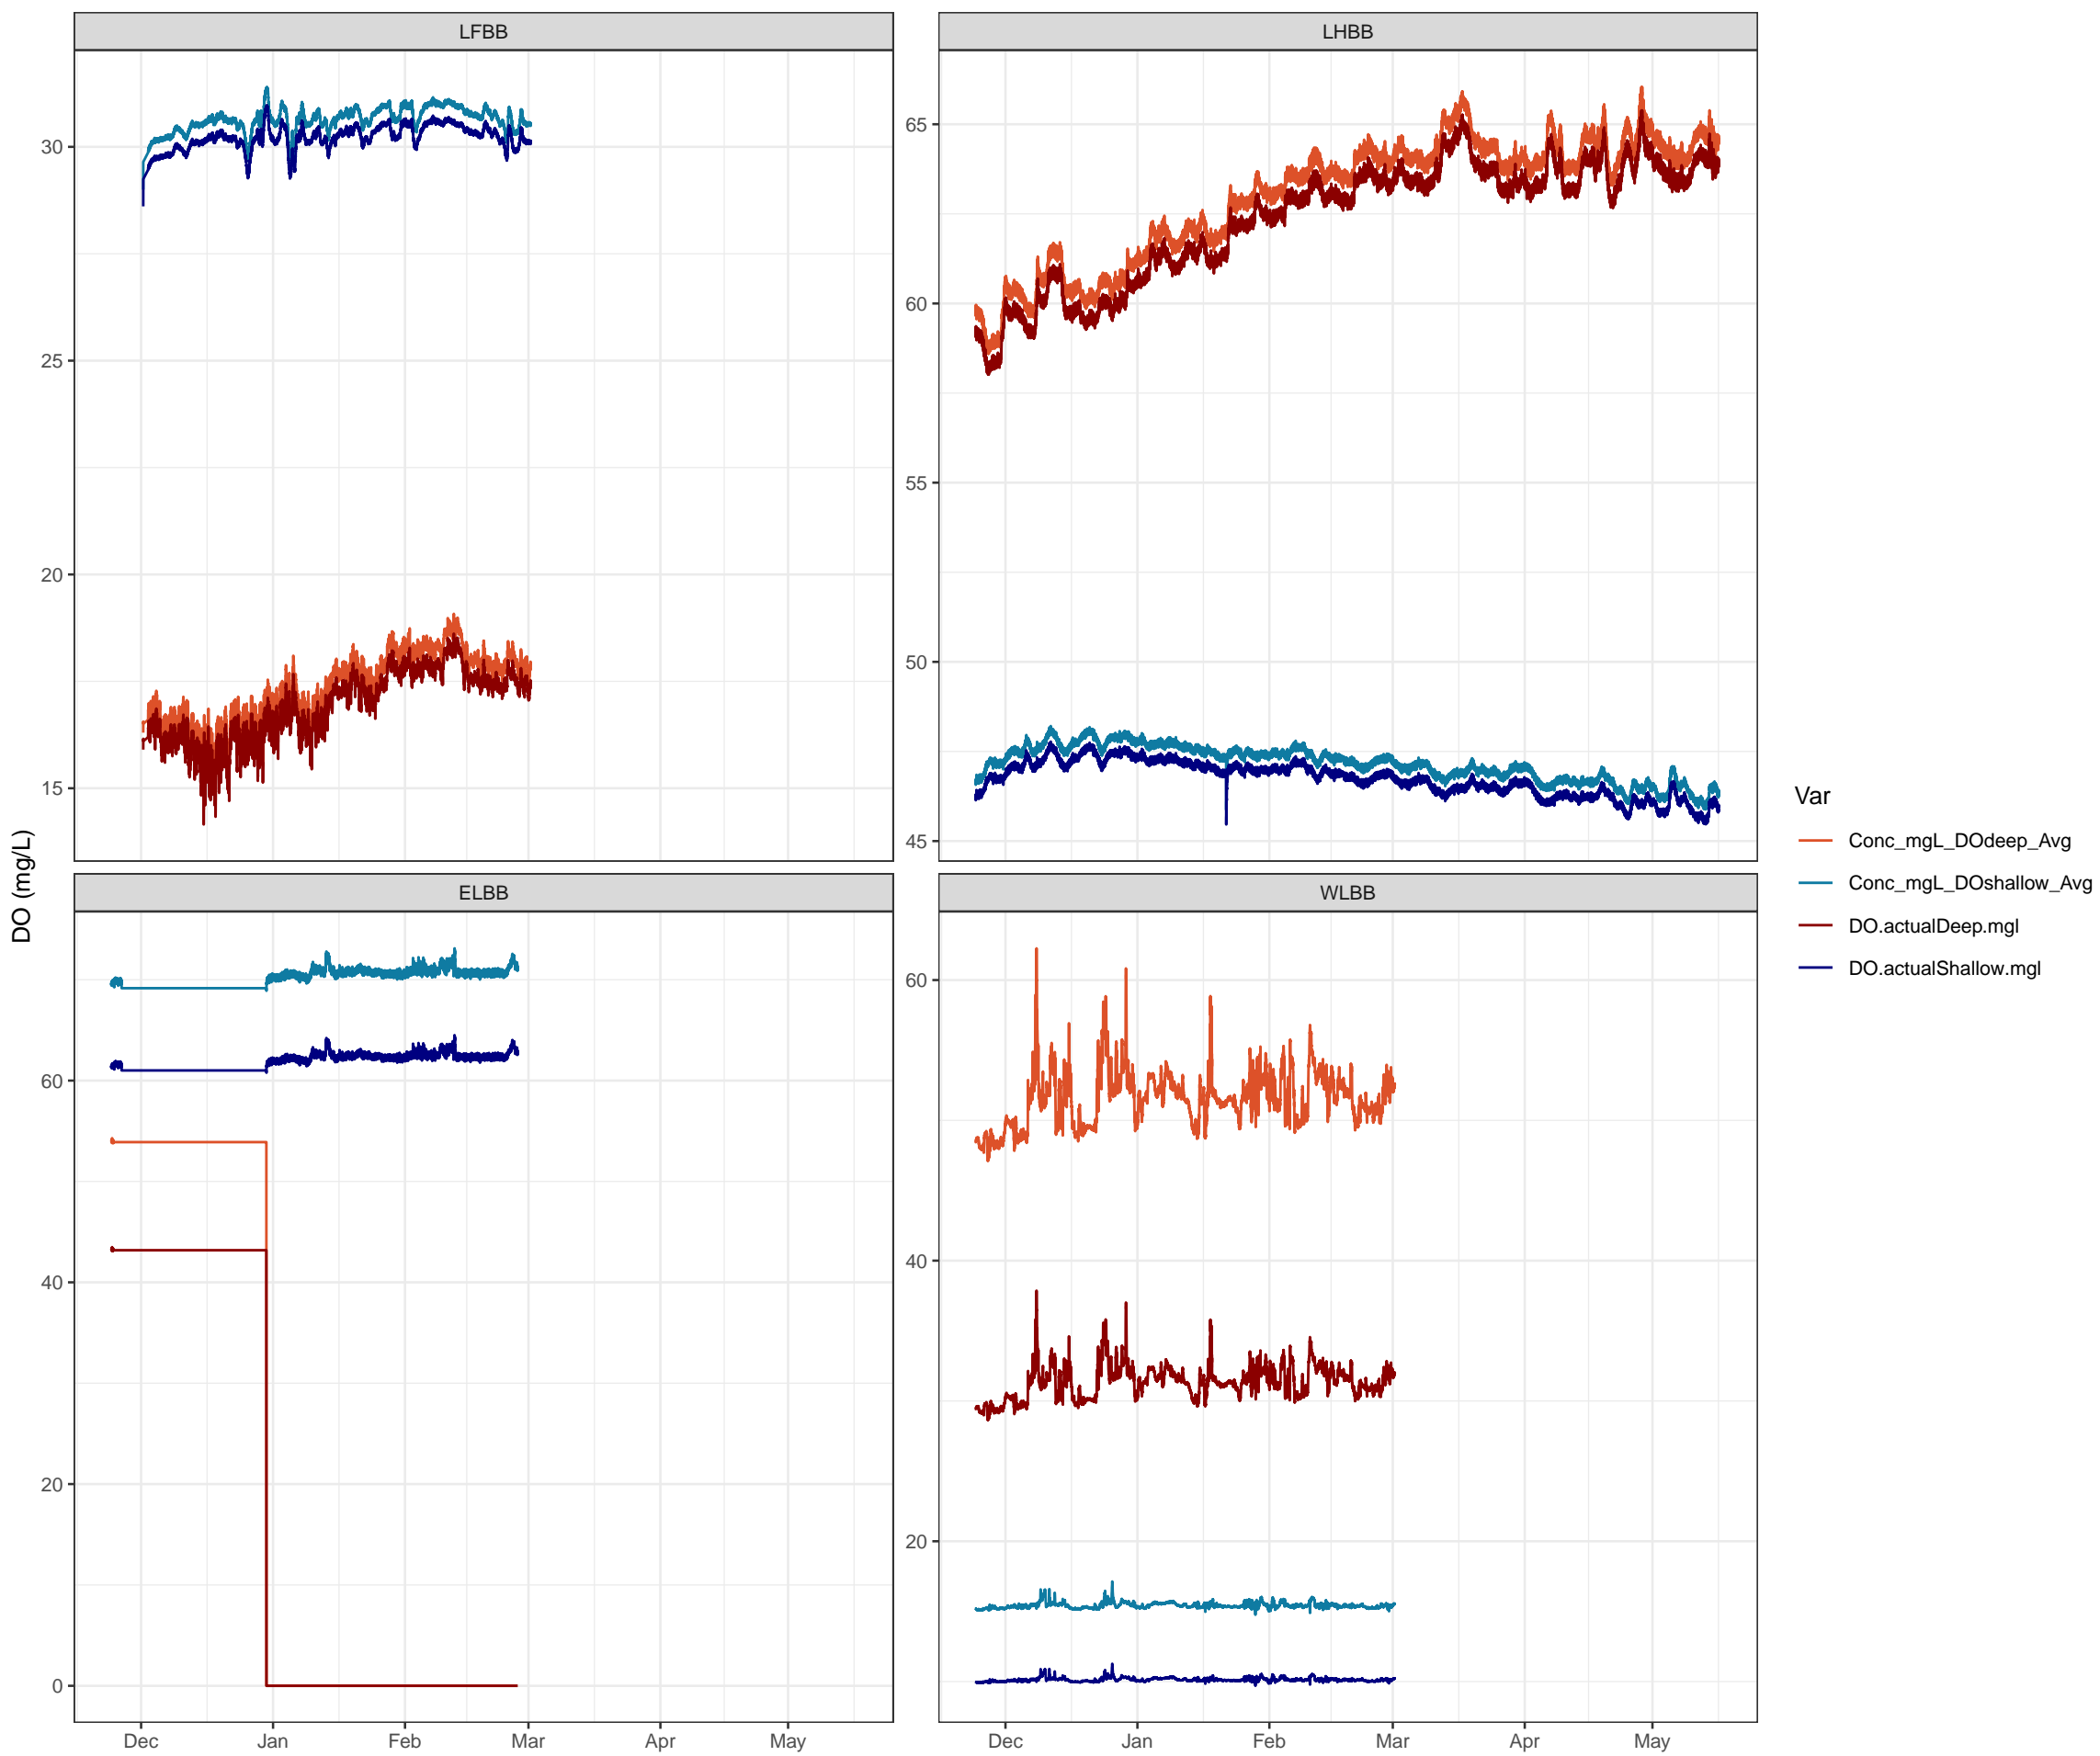 LFBB
LHBB
30
25
20
15
65
60
55
50
45
DO (mg/L)
ELBB
WLBB
60
40
20
0
60
40
20
Dec Jan Feb Mar Apr May
Dec Jan Feb Mar Apr May
Var
Conc_mgL_DOdeep_Avg
Conc_mgL_DOshallow_Avg
DO.actualDeep.mgl
DO.actualShallow.mgl